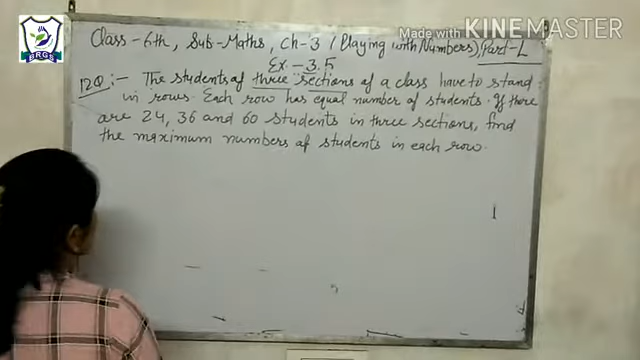 Made with KINEMASTER
SRGS
Class-6th, Sub-Maths, Ch-3 (Playing with Numbers) Part-L
Ex-3.5
12Q:- The students of three sections of a class have to stand
in rows. Each row has equal number of students. If there
are 24, 36 and 60 students in three sections, find
the maximum numbers of students in each row.